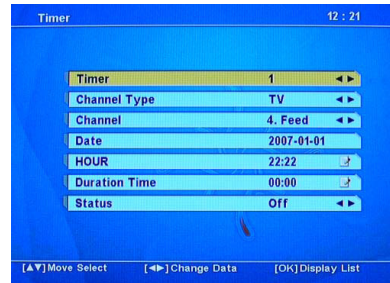 Timer 12 : 21
Timer 1
Channel Type TV
Channel 4. Feed
Date 2007-01-01
HOUR 22:22
Duration Time 00:00
Status Off
[▲▼]Move Select [◄►]Change Data [OK]Display List